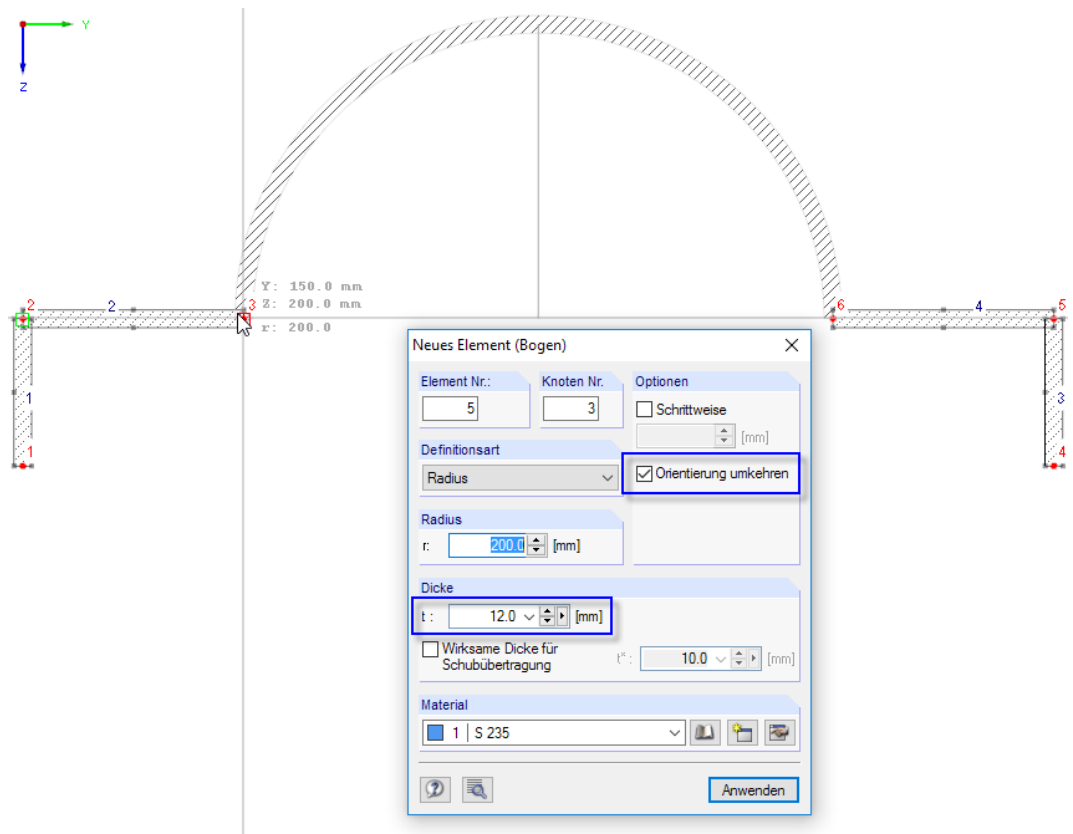 Y
Z
Y: 150.0 mm
2 2 3 Z: 200.0 mm 6 4 5
r: 200.0
1 3
1 4
Neues Element (Bogen)
Element Nr.: Knoten Nr. Optionen
5 3 Schrittweise
[mm]
Definitionsart
Radius Orientierung umkehren
Radius
r: 200.0 [mm]
Dicke
t : 12.0 [mm]
Wirksame Dicke für
Schubübertragung t* : 10.0 [mm]
Material
1 S 235
Anwenden